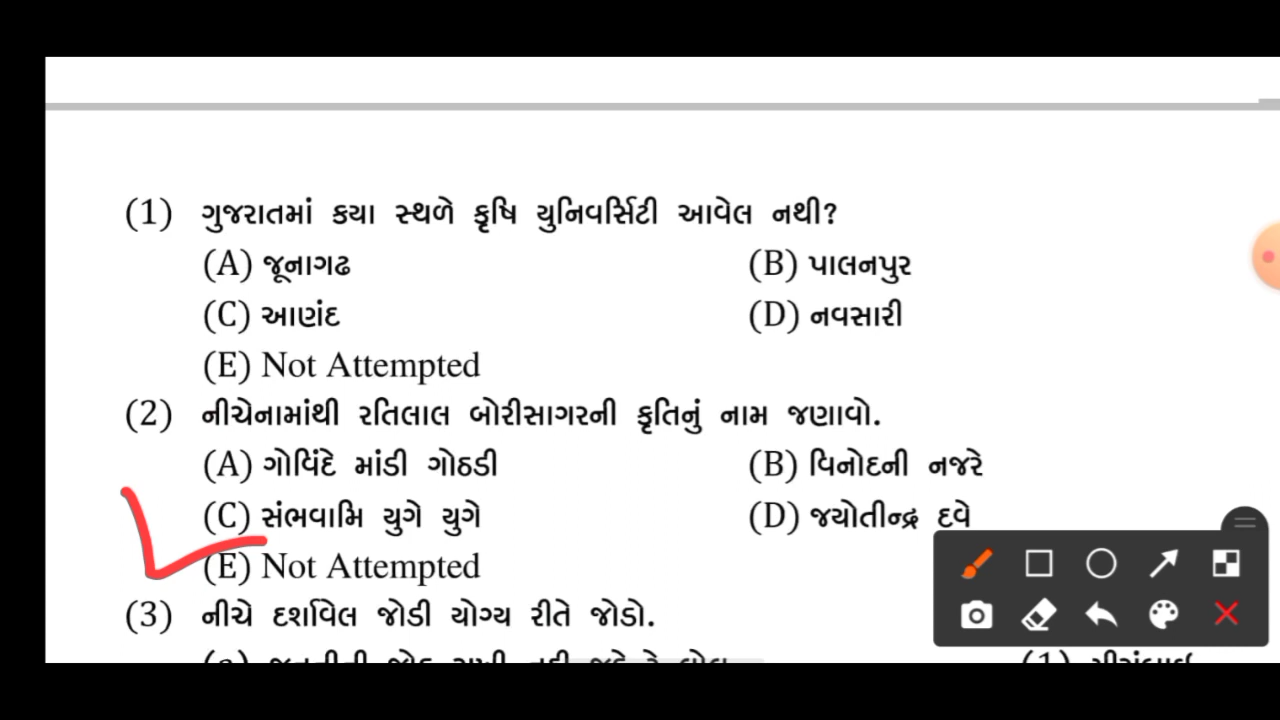 (1) ગુજરાતમાં કયા સ્થળે કૃષિ યુનિવર્સિટી આવેલ નથી?
(A) જૂનાગઢ (B) પાલનપુર
(C) આણંદ (D) નવસારી
(E) Not Attempted
(2) નીચેનામાંથી રતિલાલ બોરીસાગરની કૃતિનું નામ જણાવો.
(A) ગોવિંદે માંડી ગોઠડી (B) વિનોદની નજરે
(C) સંભવામિ યુગે યુગે (D) જયોતીન્દ્ર દવે
(E) Not Attempted
(3) નીચે દર્શાવેલ જોડી યોગ્ય રીતે જોડો.